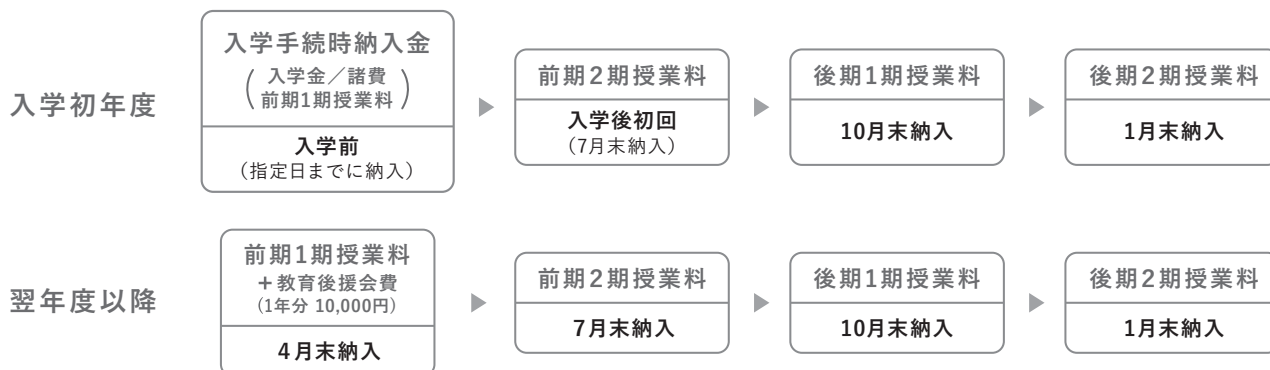 入学初年度
入学手続時納入金
（入学金／諸費
前期1期授業料）
入学前
（指定日までに納入）
前期2期授業料
入学後初回
（7月末納入）
後期1期授業料
10月末納入
後期2期授業料
1月末納入
翌年度以降
前期1期授業料
＋教育後援会費
（1年分 10,000円）
4月末納入
前期2期授業料
7月末納入
後期1期授業料
10月末納入
後期2期授業料
1月末納入